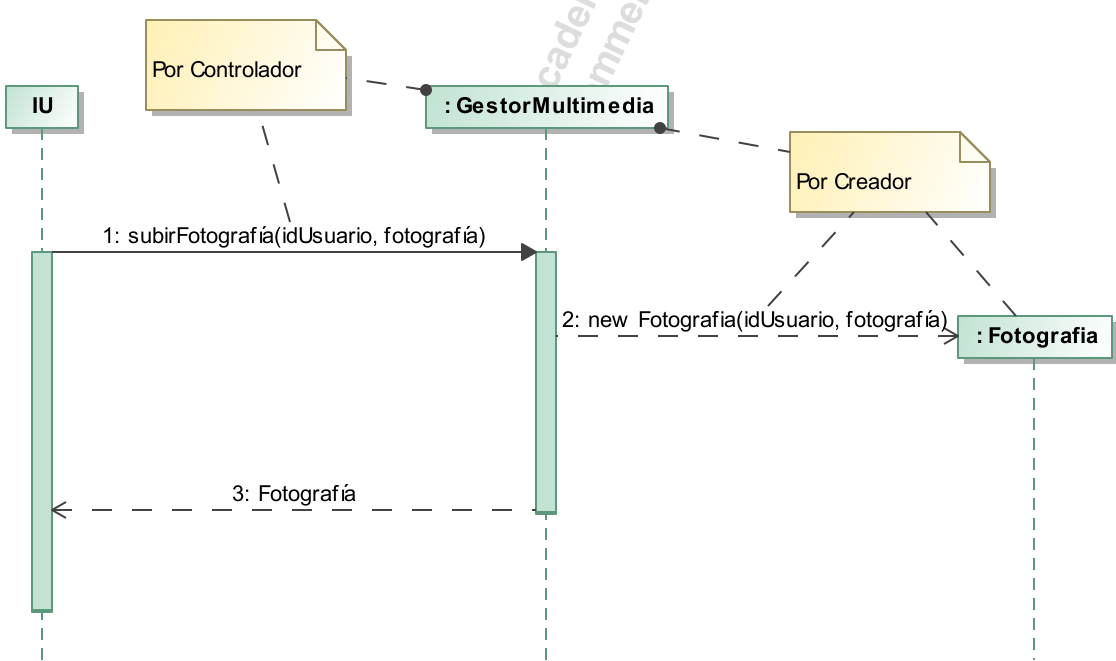 Por Controlador
IU
: GestorMultimedia
Por Creador
1: subirFotografía(idUsuario, fotografía)
2: new Fotografia(idUsuario, fotografía)
: Fotografia
3: Fotografía